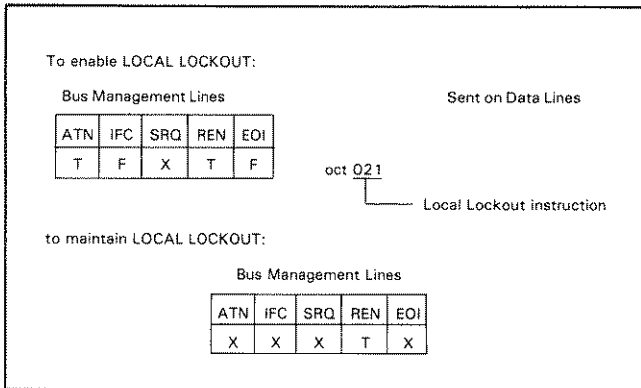 To enable LOCAL LOCKOUT:
Bus Management Lines
Sent on Data Lines
ATN IFC SRQ REN EOI
T F X T F
oct 021
Local Lockout instruction
to maintain LOCAL LOCKOUT:
Bus Management Lines
ATN IFC SRQ REN EOI
X X X T X